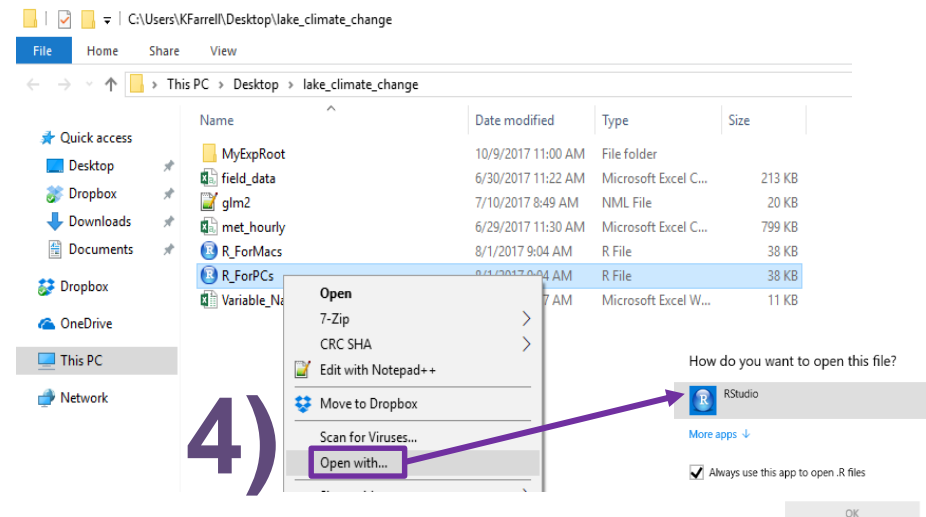 C:\Users\KFarrell\Desktop\lake_climate_change
File Home Share View
This PC > Desktop > lake_climate_change
Name Date modified Type Size
Quick access
Desktop
Dropbox
Downloads
Documents
Dropbox
OneDrive
This PC
Network
MyExpRoot 10/9/2017 11:00 AM File folder
field_data 6/30/2017 11:22 AM Microsoft Excel C... 213 KB
glm2 7/10/2017 8:49 AM NML File 20 KB
met_hourly 6/29/2017 11:30 AM Microsoft Excel C... 799 KB
R_ForMacs 8/1/2017 9:04 AM R File 38 KB
R_ForPCs 8/1/2017 9:04 AM R File 38 KB
Variable_Na 7 AM Microsoft Excel W... 11 KB
Open
7-Zip
CRC SHA
Edit with Notepad++
Move to Dropbox
Scan for Viruses...
Open with...
4)
How do you want to open this file?
RStudio
More apps ↓
Always use this app to open .R files
OK